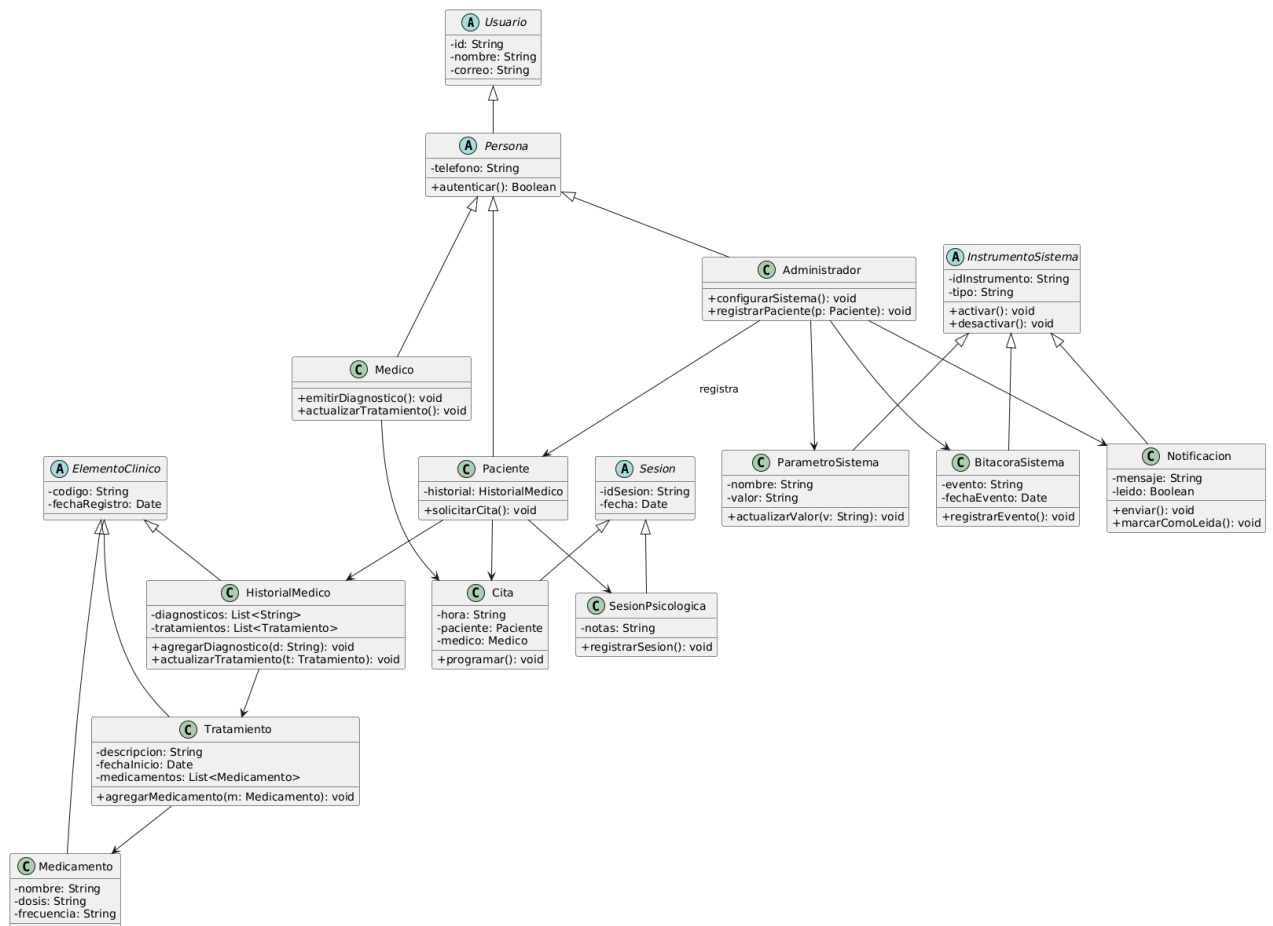 A Usuario
-id: String
-nombre: String
-correo: String
A Persona
-telefono: String
+autenticar(): Boolean
A InstrumentoSistema
-idInstrumento: String
-tipo: String
+activar(): void
+desactivar(): void
C Administrador
+configurarSistema(): void
+registrarPaciente(p: Paciente): void
C Medico
+emitirDiagnostico(): void
+actualizarTratamiento(): void
registra
A ElementoClinico
-codigo: String
-fechaRegistro: Date
C Paciente
-historial: HistorialMedico
+solicitarCita(): void
A Sesion
-idSesion: String
-fecha: Date
C ParametroSistema
-nombre: String
-valor: String
+actualizarValor(v: String): void
C BitacoraSistema
-evento: String
-fechaEvento: Date
+registrarEvento(): void
C Notificacion
-mensaje: String
-leido: Boolean
+enviar(): void
+marcarComoLeida(): void
C HistorialMedico
-diagnosticos: List<String>
-tratamientos: List<Tratamiento>
+agregarDiagnostico(d: String): void
+actualizarTratamiento(t: Tratamiento): void
C Cita
-hora: String
-paciente: Paciente
-medico: Medico
+programar(): void
C SesionPsicologica
-notas: String
+registrarSesion(): void
C Tratamiento
-descripcion: String
-fechaInicio: Date
-medicamentos: List<Medicamento>
+agregarMedicamento(m: Medicamento): void
C Medicamento
-nombre: String
-dosis: String
-frecuencia: String